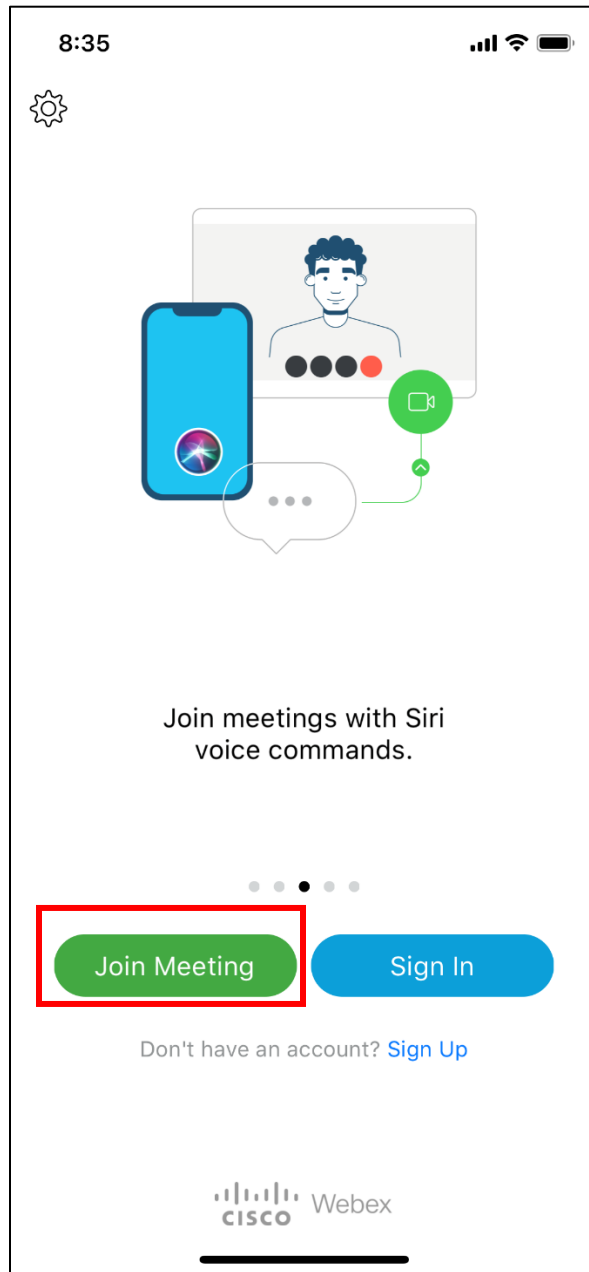 8:35
Join meetings with Siri
voice commands.
Join Meeting
Sign In
Don't have an account? Sign Up
CISCO Webex